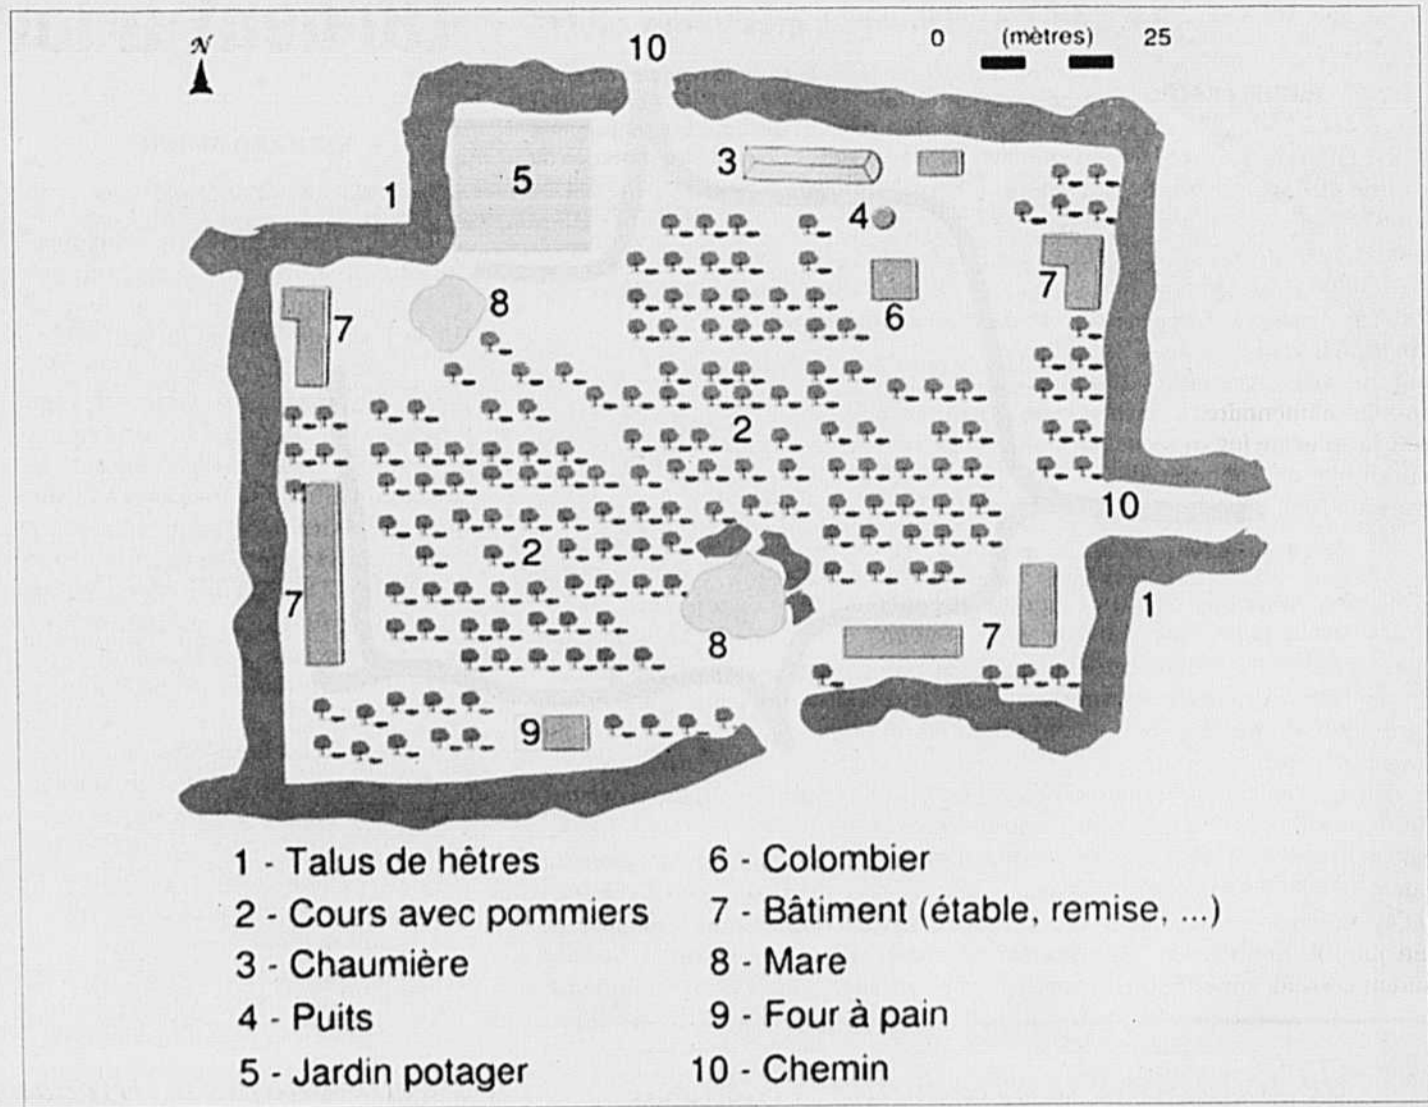 N
10
0 (mètres) 25
3
5
1
4
7
8
6
7
2
10
2
7
1
8
7
9
1 - Talus de hêtres
2 - Cours avec pommiers
3 - Chaumière
4 - Puits
5 - Jardin potager
6 - Colombier
7 - Bâtiment (étable, remise, ...)
8 - Mare
9 - Four à pain
10 - Chemin